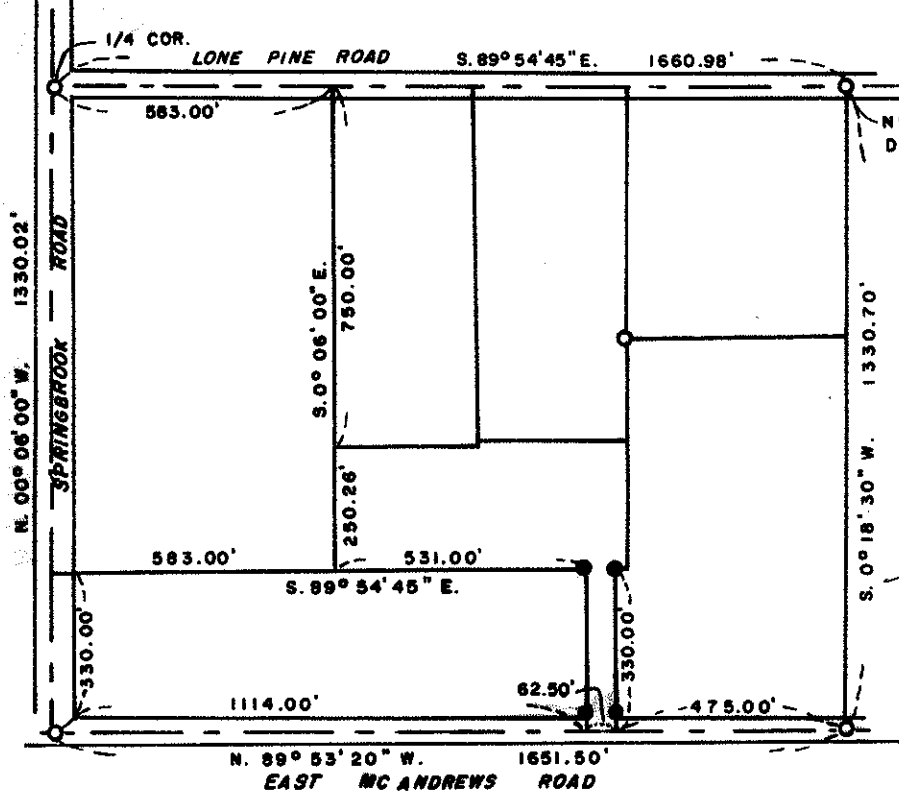 1/4 COR.
LONE PINE ROAD S.89° 54' 45" E. 1660.98'
563.00'
N
D
N. 00° 06' 00" W. 1330.02'
SPRINGBROOK ROAD
S. 0° 06' 00" E.
750.00'
250.26'
S. 0° 18' 30" W. 1330.70'
583.00' 531.00'
S. 89° 54' 45" E.
330.00'
330.00'
1114.00' 62.50' 475.00'
N. 89° 53' 20" W. 1651.50'
EAST MC ANDREWS ROAD